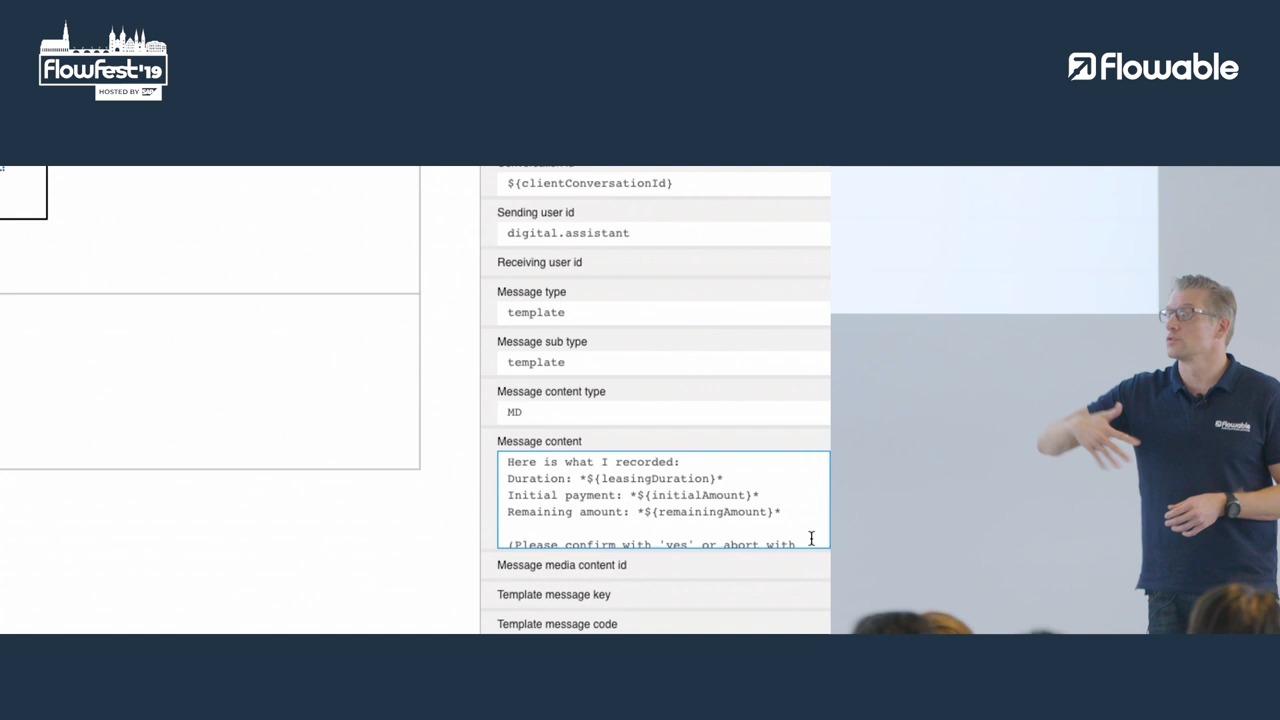 flowfest'19
HOSTED BY SAP
Flowable
${clientConversationId}
Sending user id
digital.assistant
Receiving user id
Message type
template
Message sub type
template
Message content type
MD
Message content
Here is what I recorded:
Duration: *${leasingDuration}*
Initial payment: *${initialAmount}*
Remaining amount: *${remainingAmount}*
(Please confirm with 'yes' or abort with
Message media content id
Template message key
Template message code
Flowable